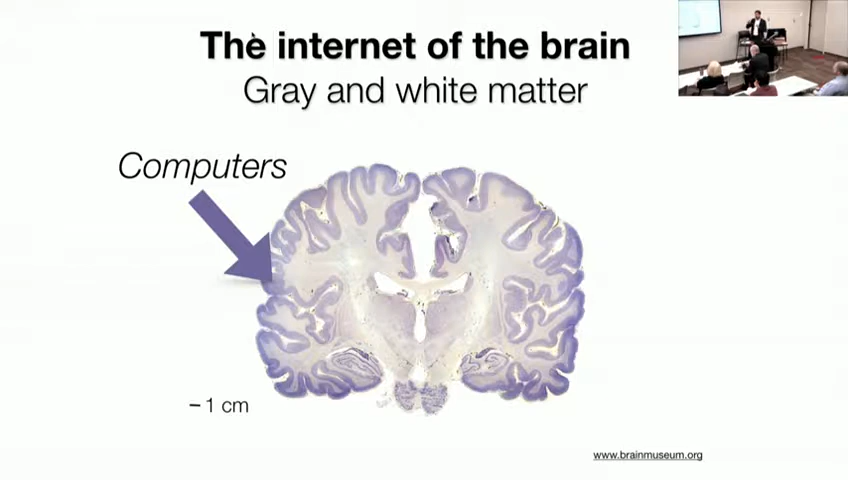 The internet of the brain
Gray and white matter
Computers
– 1 cm
www.brainmuseum.org